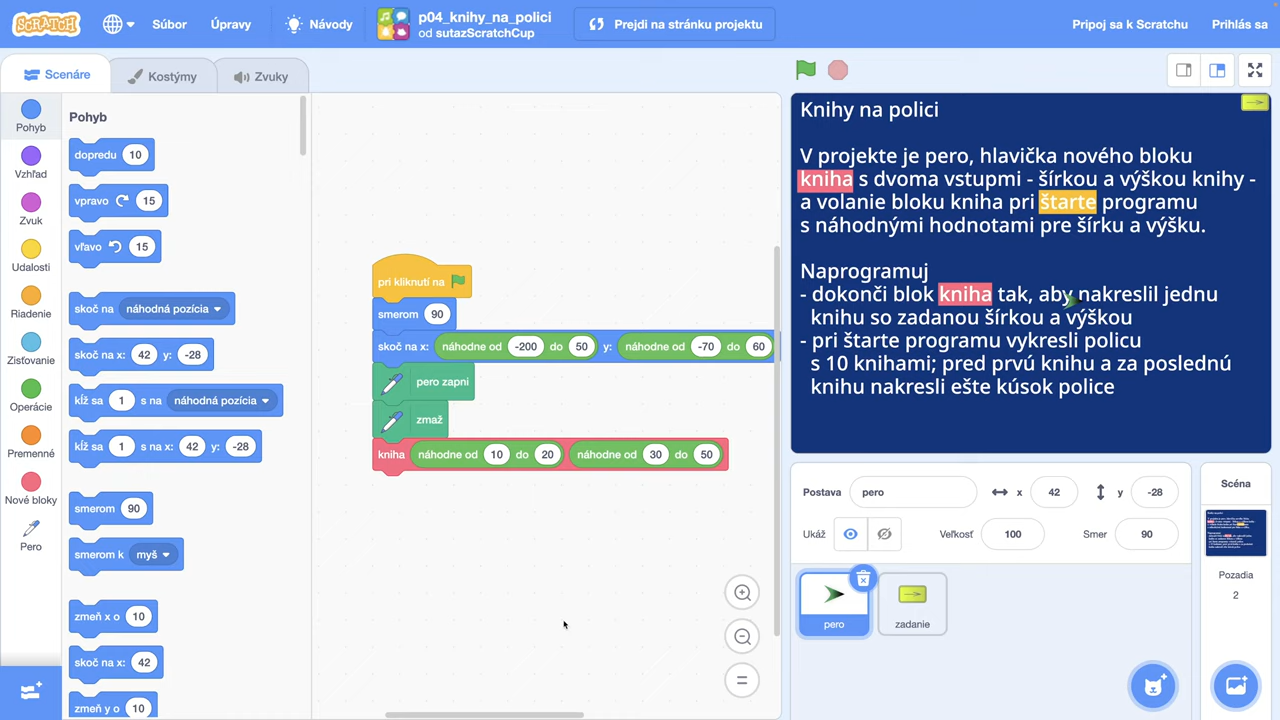 SCRATCH
Súbor
Úpravy
Návody
p04_knihy_na_polici
od sutazScratchCup
Prejdi na stránku projektu
Pripoj sa k Scratchu
Prihlás sa
Scenáre
Kostýmy
Zvuky
Pohyb
Vzhľad
Zvuk
Udalosti
Riadenie
Zisťovanie
Operácie
Premenné
Nové bloky
Pero
Pohyb
dopredu 10
vpravo 15
vľavo 15
skoč na náhodná pozícia
skoč na x: 42 y: -28
kĺž sa 1 s na náhodná pozícia
kĺž sa 1 s na x: 42 y: -28
smerom 90
smerom k myš
zmeň x o 10
skoč na x: 42
zmeň y o 10
pri kliknutí na
smerom 90
skoč na x: náhodne od -200 do 50 y: náhodne od -70 do 60
pero zapni
zmaž
kniha náhodne od 10 do 20 náhodne od 30 do 50
Knihy na polici
V projekte je pero, hlavička nového bloku
kniha s dvoma vstupmi - šírkou a výškou knihy -
a volanie bloku kniha pri štarte programu
s náhodnými hodnotami pre šírku a výšku.
Naprogramuj
- dokonči blok kniha tak, aby nakreslil jednu
knihu so zadanou šírkou a výškou
- pri štarte programu vykresli policu
s 10 knihami; pred prvú knihu a za poslednú
knihu nakresli ešte kúsok police
Postava pero x 42 y -28
Ukáž Veľkosť 100 Smer 90
pero
zadanie
Scéna
Pozadia
2